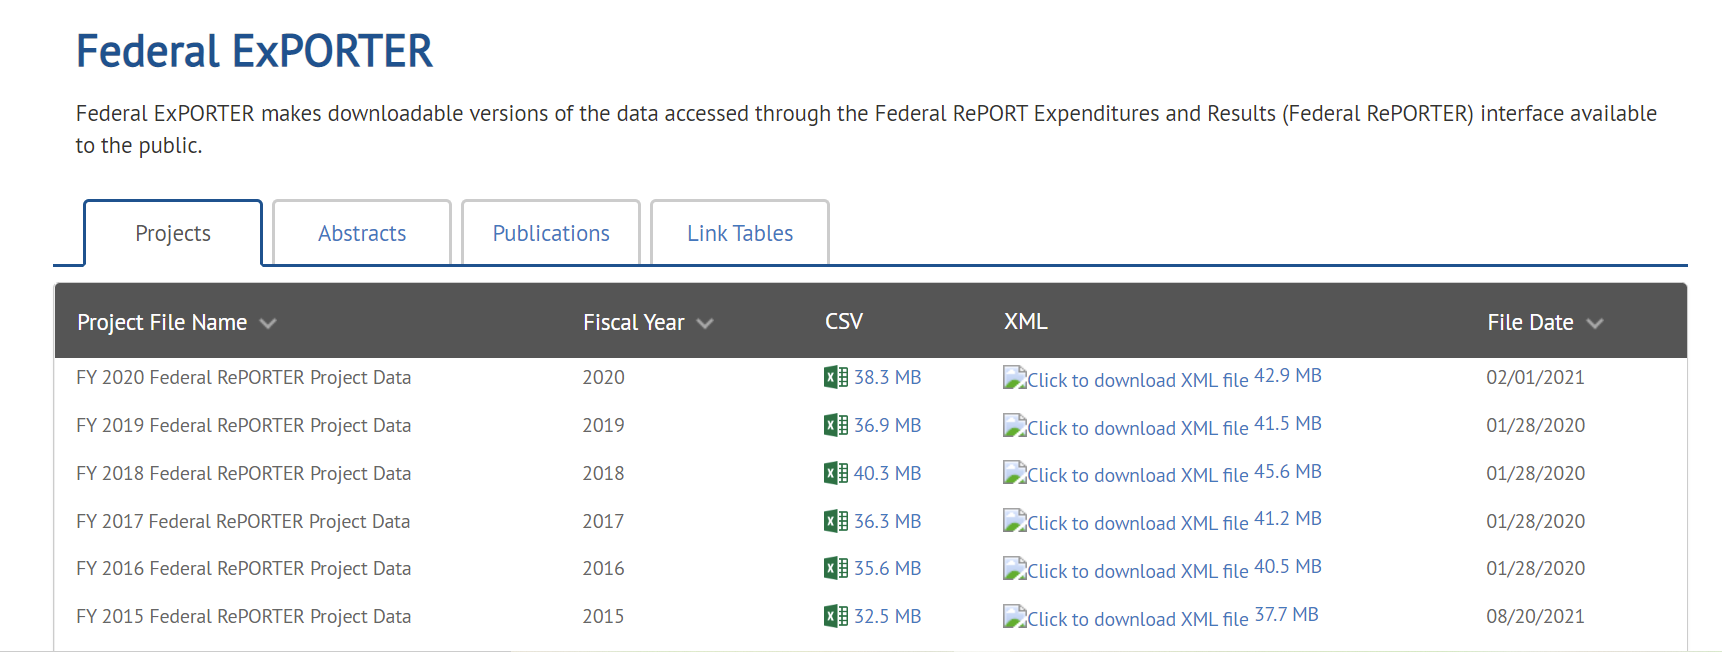 Federal ExPORTER
Federal ExPORTER makes downloadable versions of the data accessed through the Federal RePORT Expenditures and Results (Federal RePORTER) interface available
to the public.
Projects Abstracts Publications Link Tables
Project File Name Fiscal Year CSV XML File Date
FY 2020 Federal RePORTER Project Data 2020 38.3 MB Click to download XML file 42.9 MB 02/01/2021
FY 2019 Federal RePORTER Project Data 2019 36.9 MB Click to download XML file 41.5 MB 01/28/2020
FY 2018 Federal RePORTER Project Data 2018 40.3 MB Click to download XML file 45.6 MB 01/28/2020
FY 2017 Federal RePORTER Project Data 2017 36.3 MB Click to download XML file 41.2 MB 01/28/2020
FY 2016 Federal RePORTER Project Data 2016 35.6 MB Click to download XML file 40.5 MB 01/28/2020
FY 2015 Federal RePORTER Project Data 2015 32.5 MB Click to download XML file 37.7 MB 08/20/2021